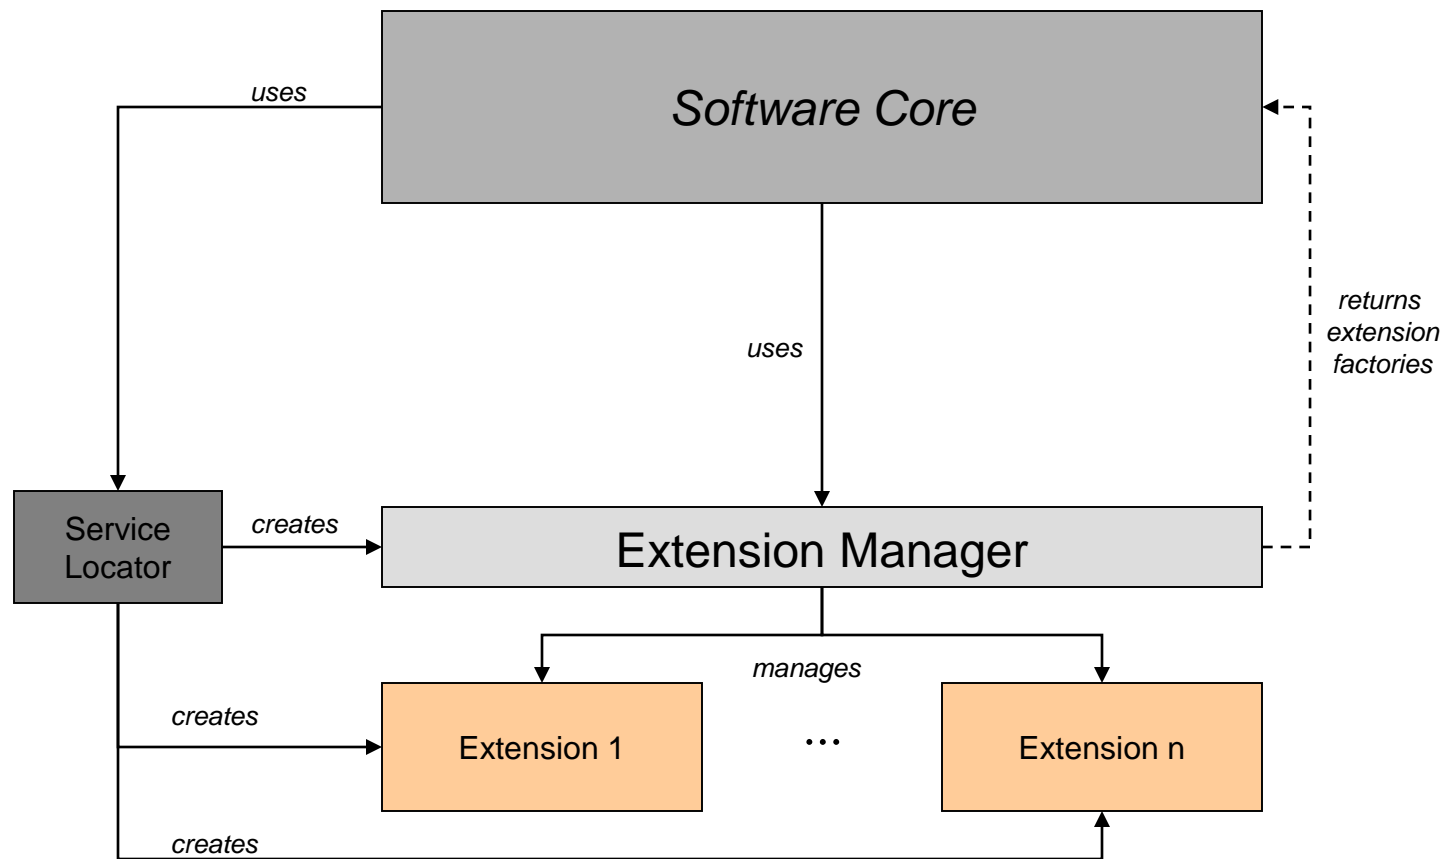 uses
Software Core
returns
extension
factories
uses
Service
Locator
creates
Extension Manager
manages
creates
Extension 1
...
Extension n
creates